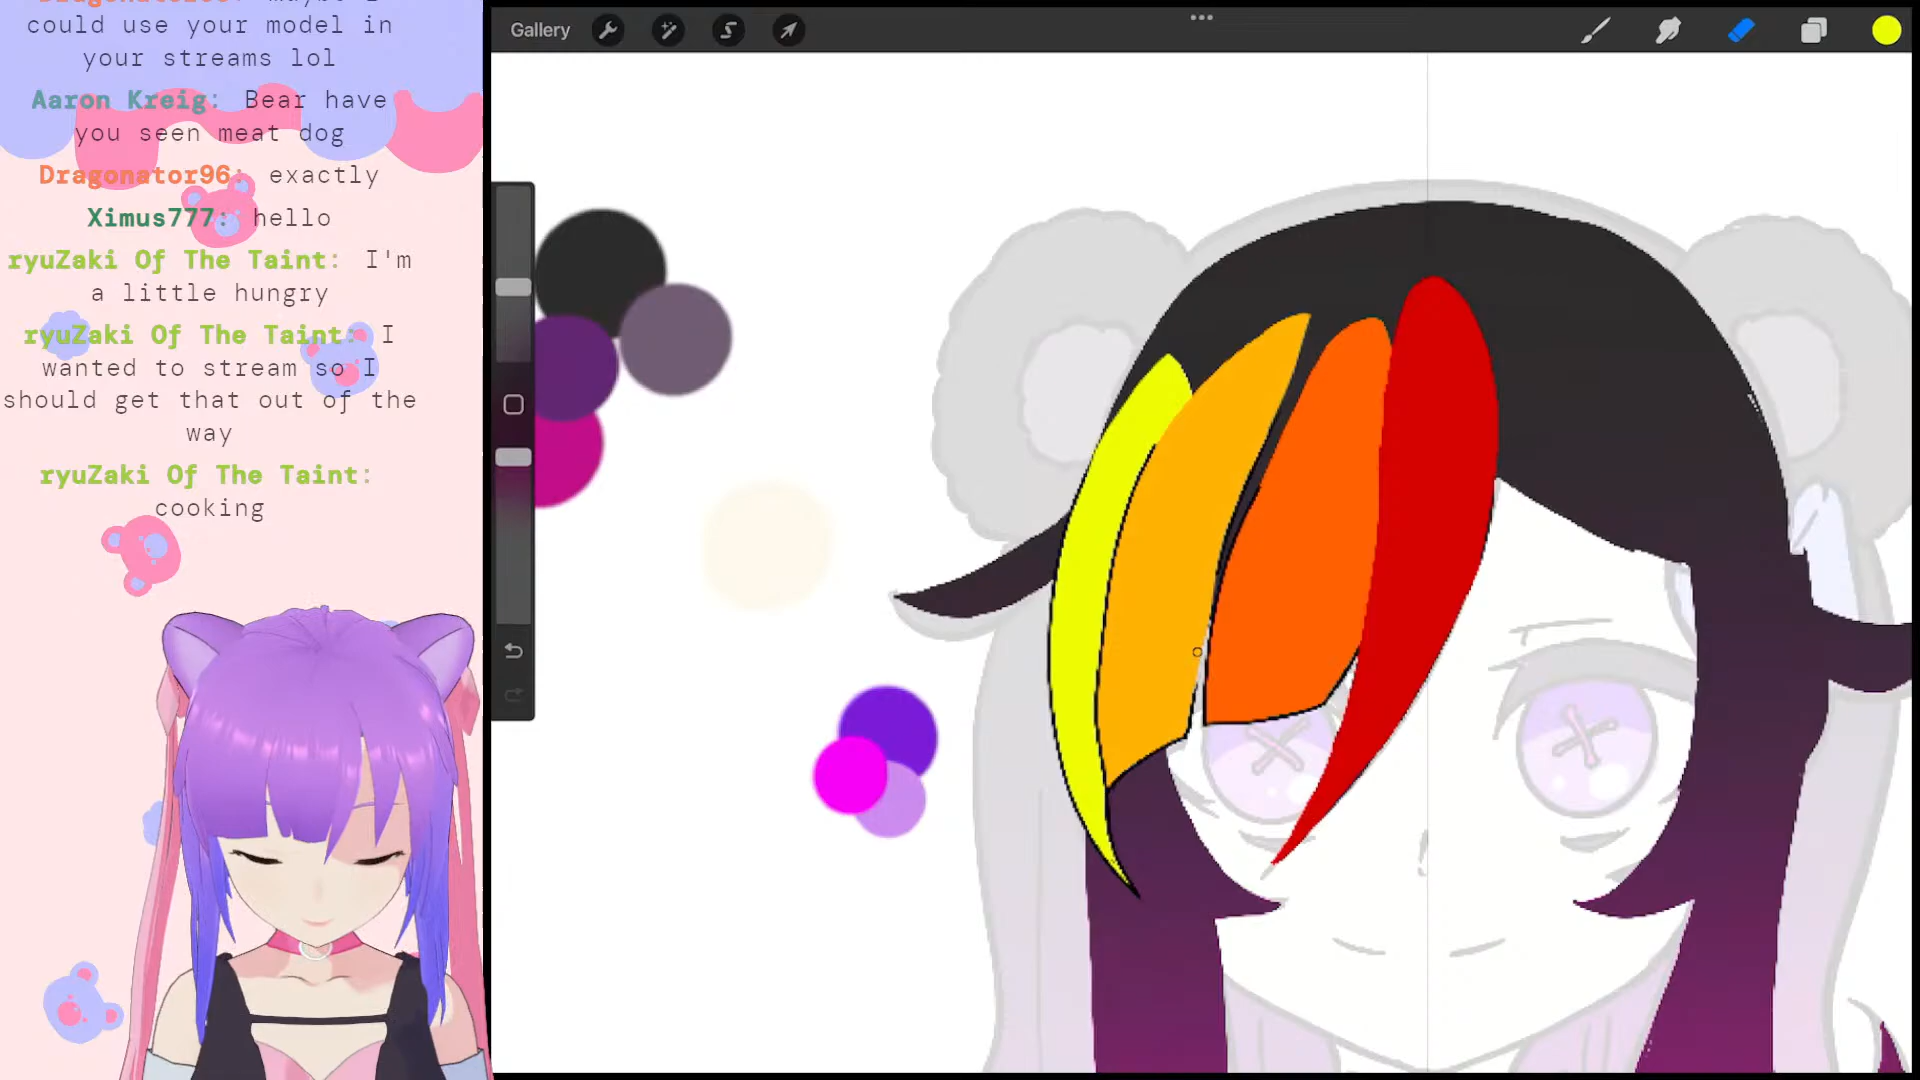 could use your model in
your streams lol
Aaron Kreig: Bear have
you seen meat dog
Dragonator96: exactly
Ximus777: hello
ryuZaki Of The Taint: I'm
a little hungry
ryuZaki Of The Taint: I
wanted to stream so I
should get that out of the
way
ryuZaki Of The Taint:
cooking
Gallery